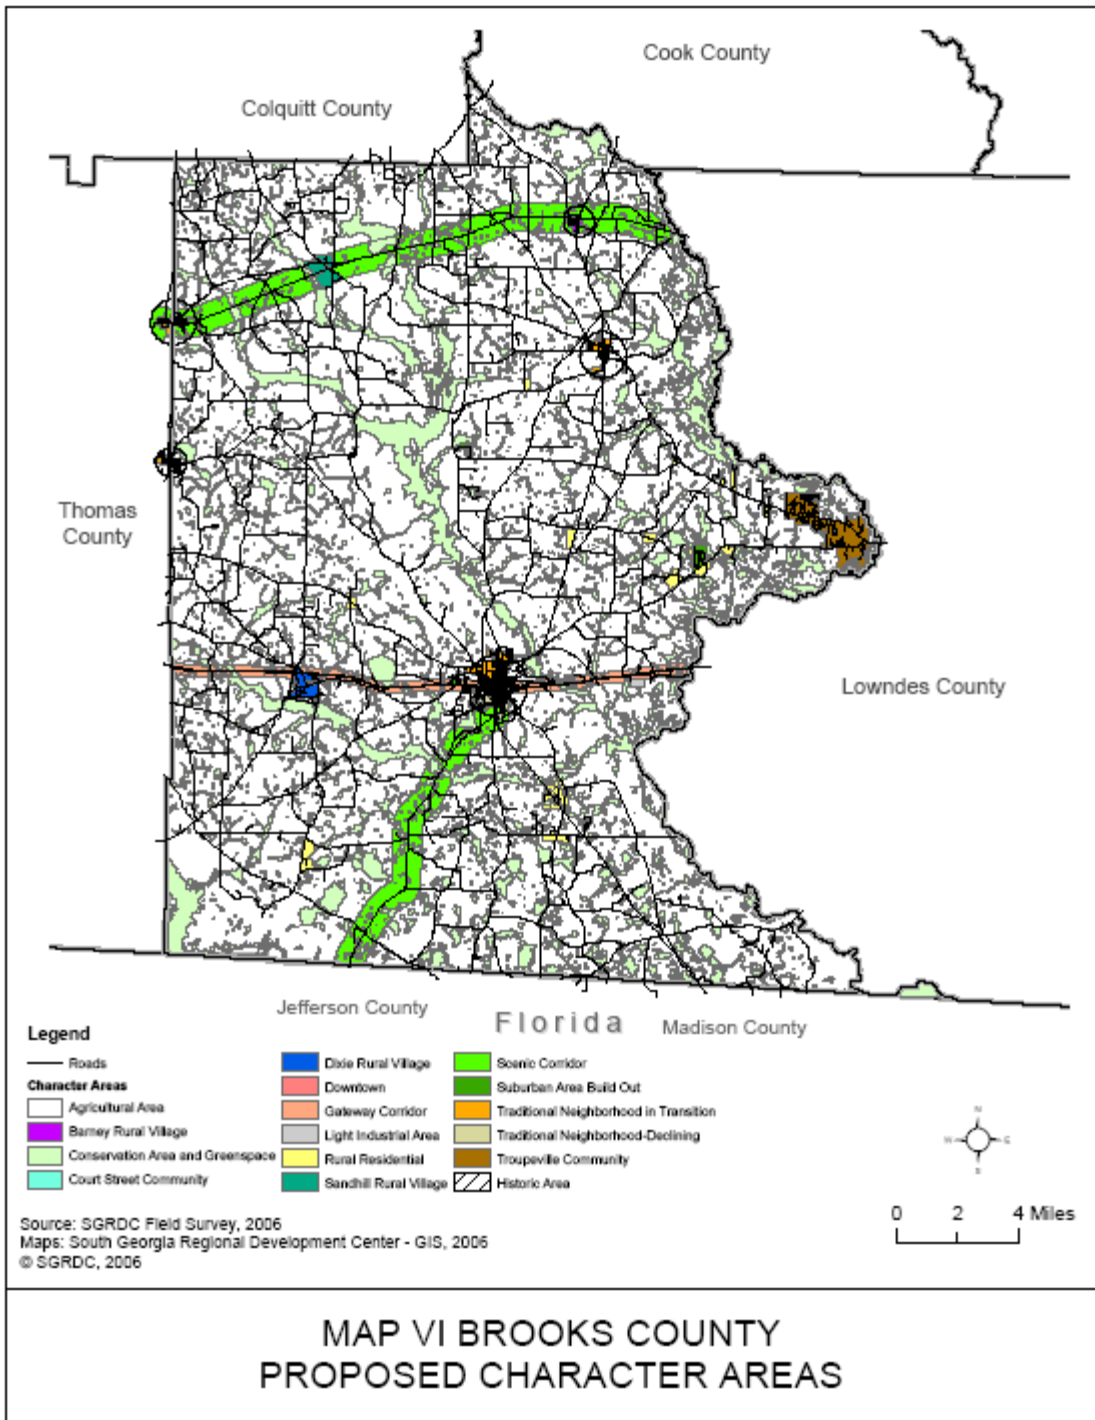 Cook County
Colquitt County
Thomas
County
Lowndes County
Jefferson County
Florida
Madison County
Legend
Roads
Character Areas
Agricultural Area
Barney Rural Village
Conservation Area and Greenspace
Court Street Community
Dixie Rural Village
Downtown
Gateway Corridor
Light Industrial Area
Rural Residential
Sandhill Rural Village
Scenic Corridor
Suburban Area Build Out
Traditional Neighborhood in Transition
Traditional Neighborhood-Declining
Troupeville Community
Historic Area
N
W
E
S
0 2 4 Miles
Source: SGRDC Field Survey, 2006
Maps: South Georgia Regional Development Center - GIS, 2006
© SGRDC, 2006
MAP VI BROOKS COUNTY
PROPOSED CHARACTER AREAS